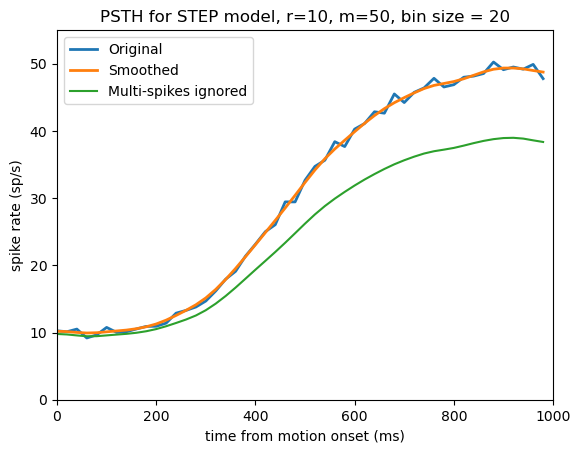 PSTH for STEP model, r=10, m=50, bin size = 20
Original
Smoothed
Multi-spikes ignored
spike rate (sp/s)
50
40
30
20
10
0
0 200 400 600 800 1000
time from motion onset (ms)